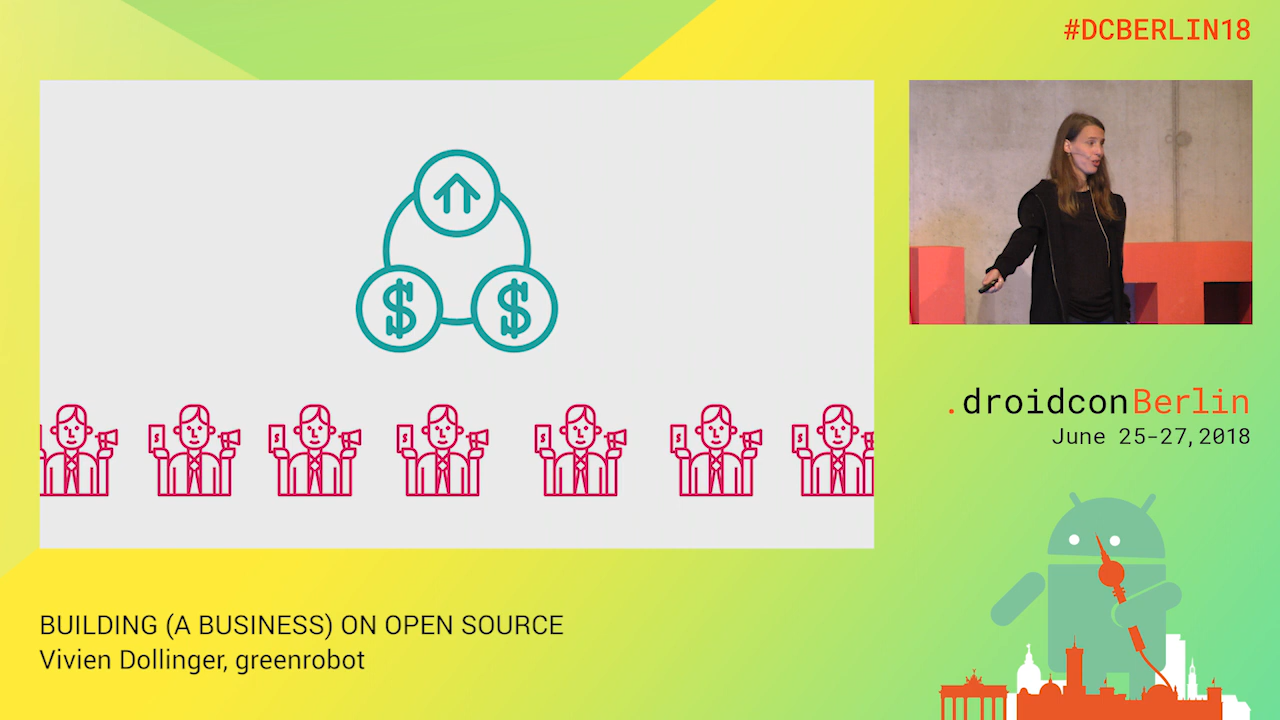 #DCBERLIN18
$ $
.droidconBerlin
June 25-27, 2018
BUILDING (A BUSINESS) ON OPEN SOURCE
Vivien Dollinger, greenrobot